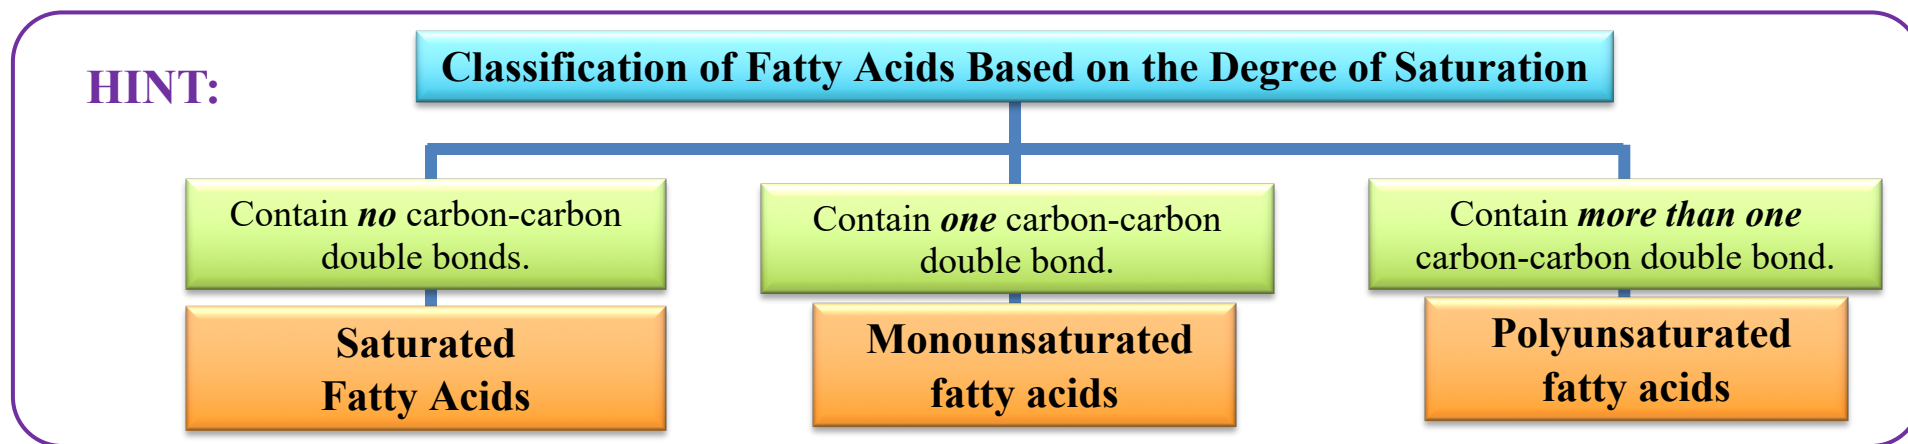 HINT:
Classification of Fatty Acids Based on the Degree of Saturation
Contain no carbon-carbon
double bonds.
Saturated
Fatty Acids
Contain one carbon-carbon
double bond.
Monounsaturated
fatty acids
Contain more than one
carbon-carbon double bond.
Polyunsaturated
fatty acids